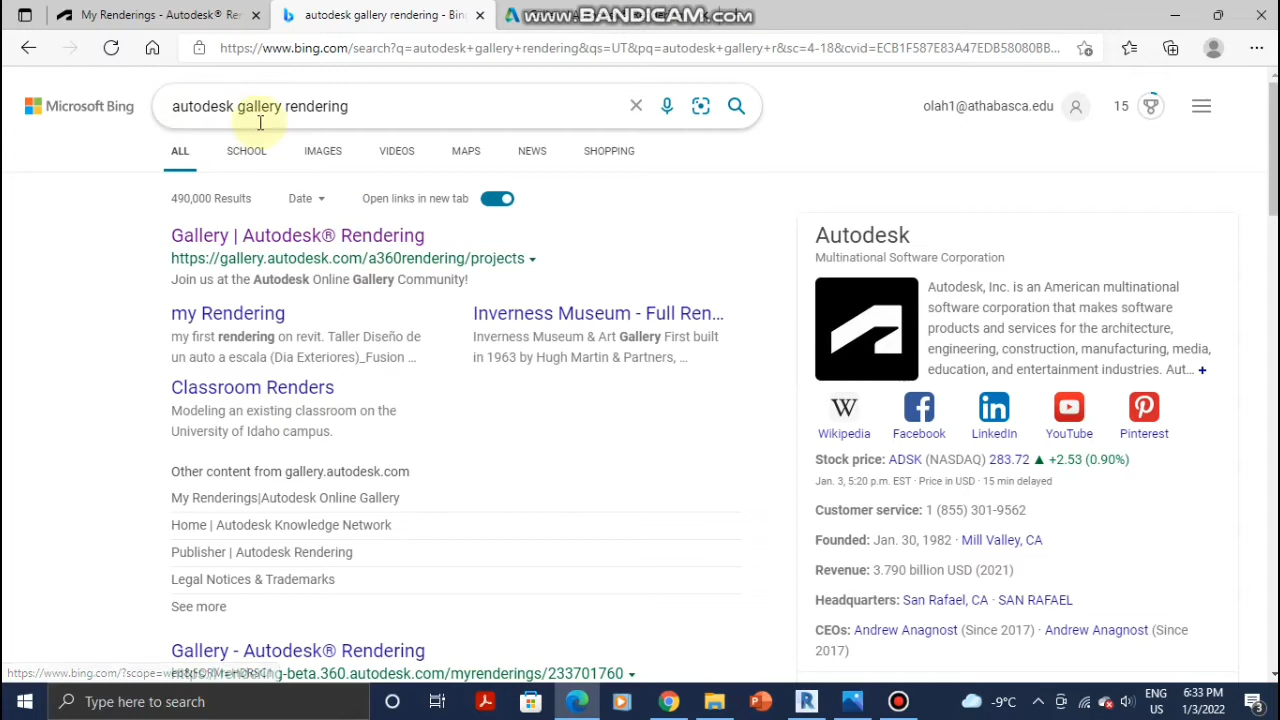 My Renderings - Autodesk Re
autodesk gallery rendering - Bin
www.BANDICAM.com
https://www.bing.com/search?q=autodesk+gallery+rendering&qs=UT&pq=autodesk+gallery+r&sc=4-18&cvid=ECB1F587E83A47EDB58080BB...
Microsoft Bing
autodesk gallery rendering
olah1@athabasca.edu
15
ALL
SCHOOL
IMAGES
VIDEOS
MAPS
NEWS
SHOPPING
490,000 Results
Date
Open links in new tab
Gallery | Autodesk® Rendering
https://gallery.autodesk.com/a360rendering/projects
Join us at the Autodesk Online Gallery Community!
my Rendering
my first rendering on revit. Taller Diseño de
un auto a escala (Dia Exteriores)_Fusion ...
Inverness Museum - Full Ren...
Inverness Museum & Art Gallery First built
in 1963 by Hugh Martin & Partners, ...
Classroom Renders
Modeling an existing classroom on the
University of Idaho campus.
Other content from gallery.autodesk.com
My Renderings|Autodesk Online Gallery
Home | Autodesk Knowledge Network
Publisher | Autodesk Rendering
Legal Notices & Trademarks
See more
Gallery - Autodesk® Rendering
-beta.360.autodesk.com/myrenderings/233701760
https://www.bing.com/?scope=
Autodesk
Multinational Software Corporation
Autodesk, Inc. is an American multinational
software corporation that makes software
products and services for the architecture,
engineering, construction, manufacturing, media,
education, and entertainment industries. Aut... +
W
Wikipedia
Facebook
LinkedIn
YouTube
Pinterest
Stock price: ADSK (NASDAQ) 283.72 ▲ +2.53 (0.90%)
Jan. 3, 5:20 p.m. EST · Price in USD · 15 min delayed
Customer service: 1 (855) 301-9562
Founded: Jan. 30, 1982 · Mill Valley, CA
Revenue: 3.790 billion USD (2021)
Headquarters: San Rafael, CA · SAN RAFAEL
CEOs: Andrew Anagnost (Since 2017) · Andrew Anagnost (Since
2017)
Type here to search
-9°C
ENG
US
6:33 PM
1/3/2022
3